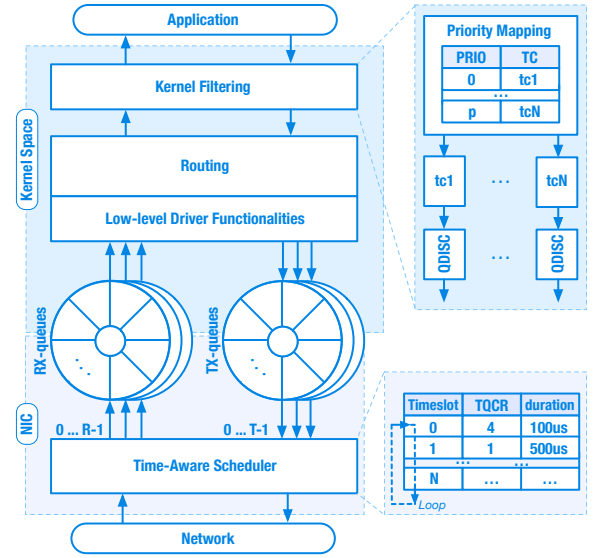 Application
Kernel Filtering
Routing
Low-level Driver Functionalities
Kernel Space
RX-queues
TX-queues
NIC
0 ... R-1
0 ... T-1
Time-Aware Scheduler
Network
Priority Mapping
PRIO TC
0 tc1
...
p tcN
tc1 ... tcN
QDISC ... QDISC
Timeslot TQCR duration
0 4 100us
1 1 500us
... ...
N ... ...
Loop